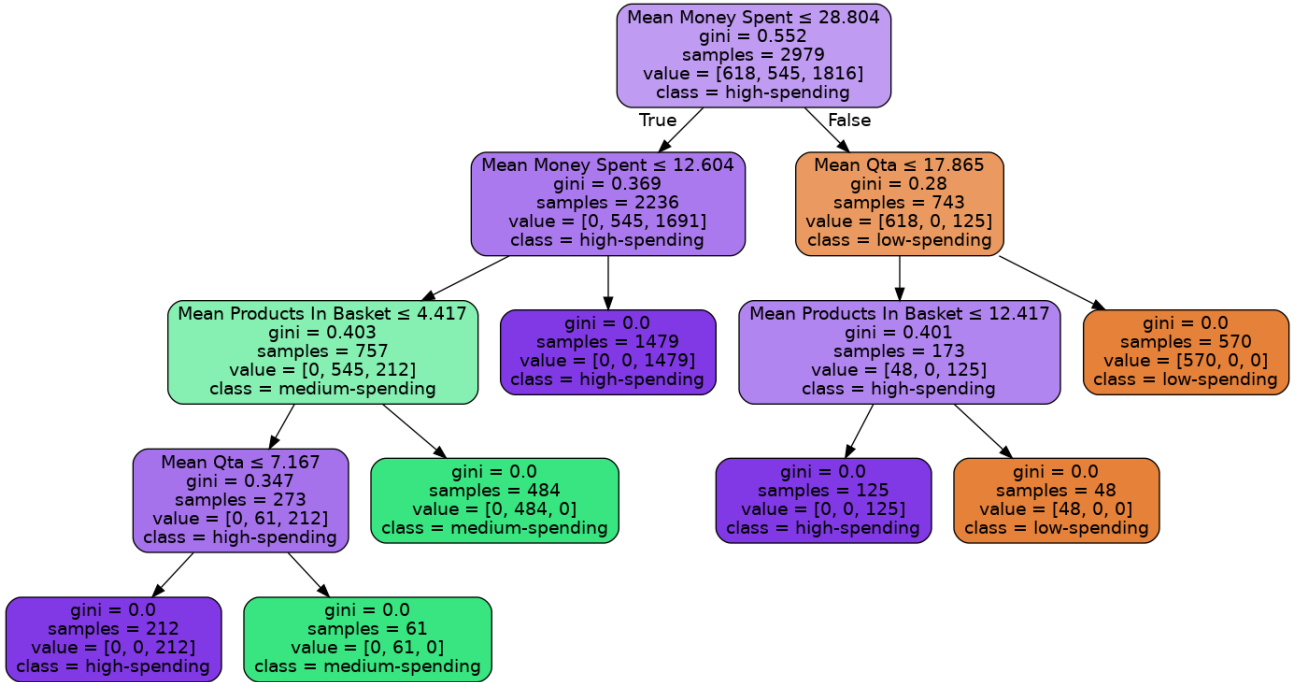 Mean Money Spent ≤ 28.804
gini = 0.552
samples = 2979
value = [618, 545, 1816]
class = high-spending
True
False
Mean Money Spent ≤ 12.604
gini = 0.369
samples = 2236
value = [0, 545, 1691]
class = high-spending
Mean Qta ≤ 17.865
gini = 0.28
samples = 743
value = [618, 0, 125]
class = low-spending
Mean Products In Basket ≤ 4.417
gini = 0.403
samples = 757
value = [0, 545, 212]
class = medium-spending
gini = 0.0
samples = 1479
value = [0, 0, 1479]
class = high-spending
Mean Products In Basket ≤ 12.417
gini = 0.401
samples = 173
value = [48, 0, 125]
class = high-spending
gini = 0.0
samples = 570
value = [570, 0, 0]
class = low-spending
Mean Qta ≤ 7.167
gini = 0.347
samples = 273
value = [0, 61, 212]
class = high-spending
gini = 0.0
samples = 484
value = [0, 484, 0]
class = medium-spending
gini = 0.0
samples = 125
value = [0, 0, 125]
class = high-spending
gini = 0.0
samples = 48
value = [48, 0, 0]
class = low-spending
gini = 0.0
samples = 212
value = [0, 0, 212]
class = high-spending
gini = 0.0
samples = 61
value = [0, 61, 0]
class = medium-spending